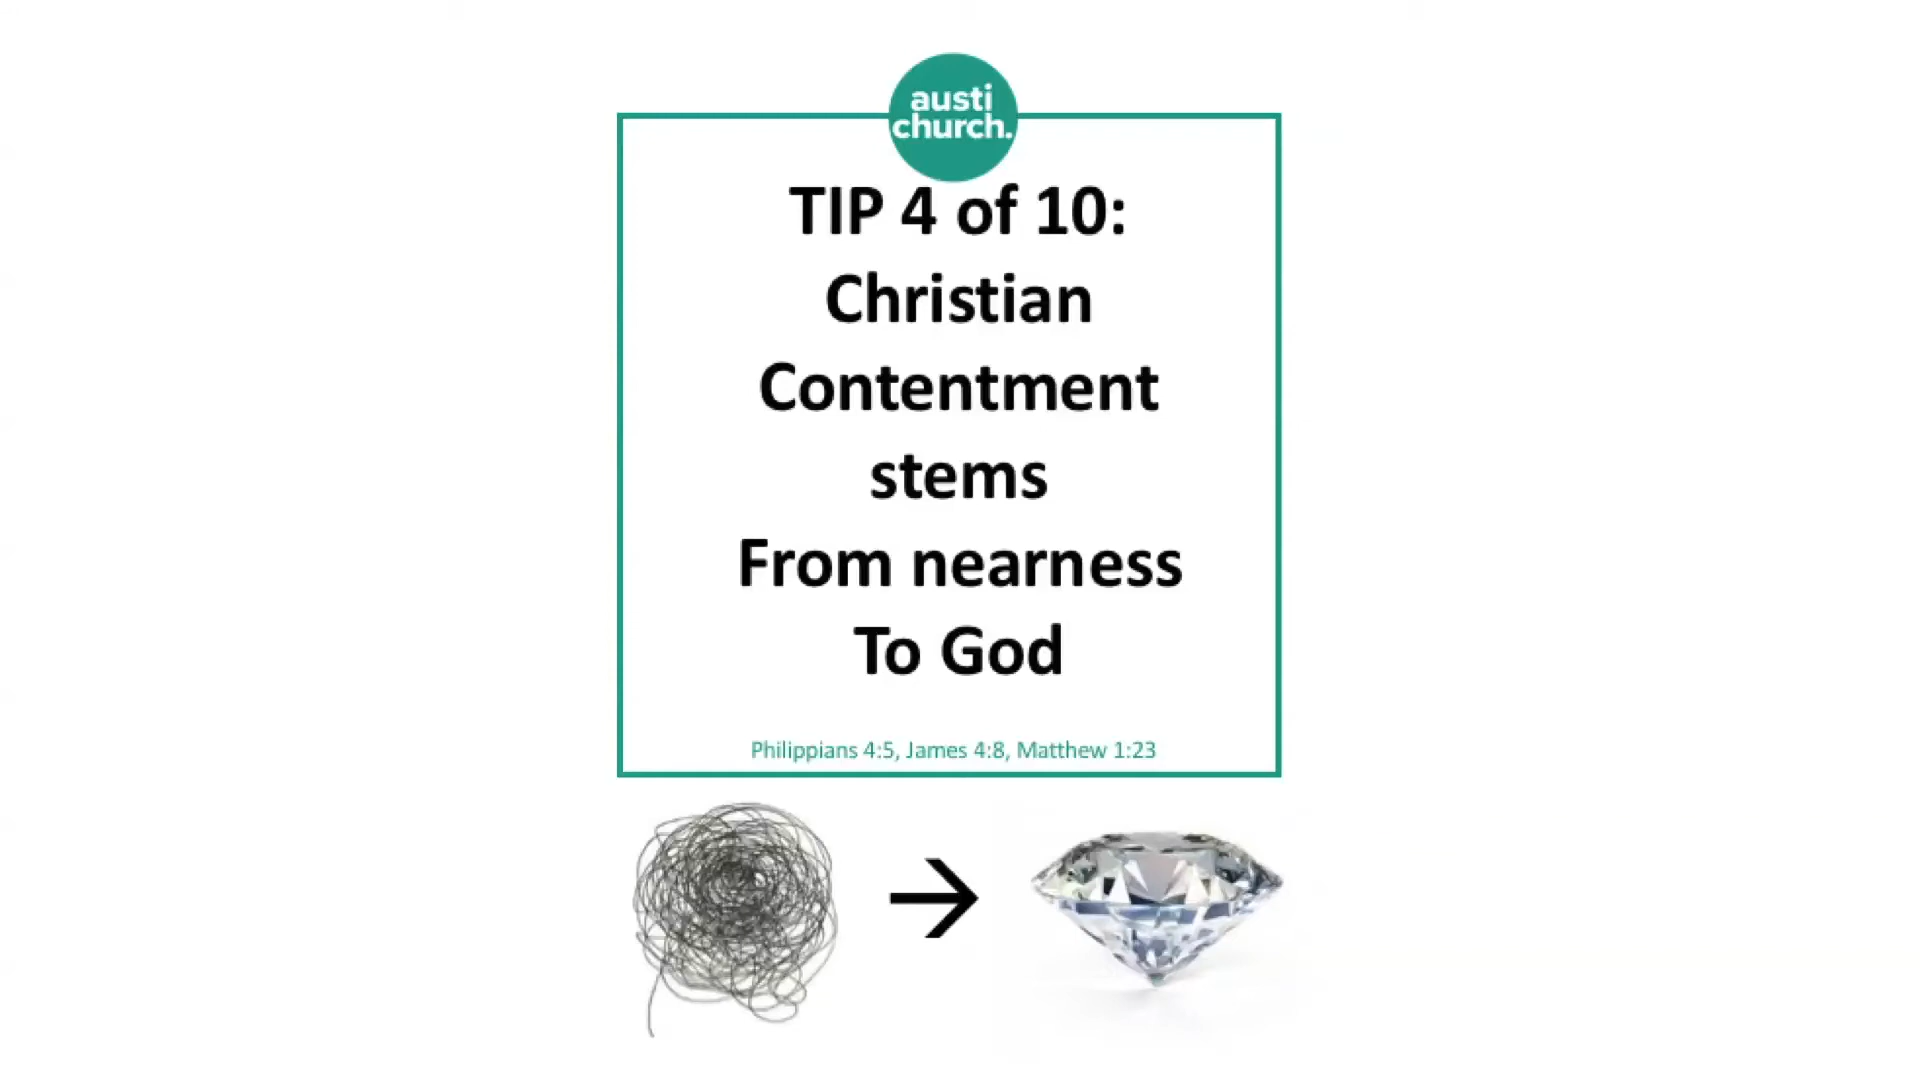 austi
church.
TIP 4 of 10:
Christian
Contentment
stems
From nearness
To God
Philippians 4:5, James 4:8, Matthew 1:23